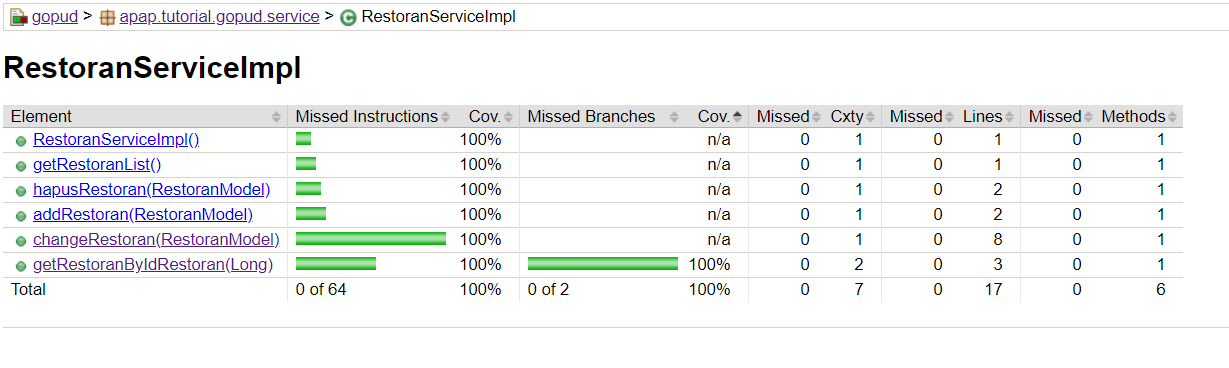 gopud > apap.tutorial.gopud.service > RestoranServiceImpl
RestoranServiceImpl
Element Missed Instructions Cov. Missed Branches Cov. Missed Cxty Missed Lines Missed Methods
RestoranServiceImpl() 100% n/a 0 1 0 1 0 1
getRestoranList() 100% n/a 0 1 0 1 0 1
hapusRestoran(RestoranModel) 100% n/a 0 1 0 2 0 1
addRestoran(RestoranModel) 100% n/a 0 1 0 2 0 1
changeRestoran(RestoranModel) 100% n/a 0 1 0 8 0 1
getRestoranByIdRestoran(Long) 100% 100% 0 2 0 3 0 1
Total 0 of 64 100% 0 of 2 100% 0 7 0 17 0 6